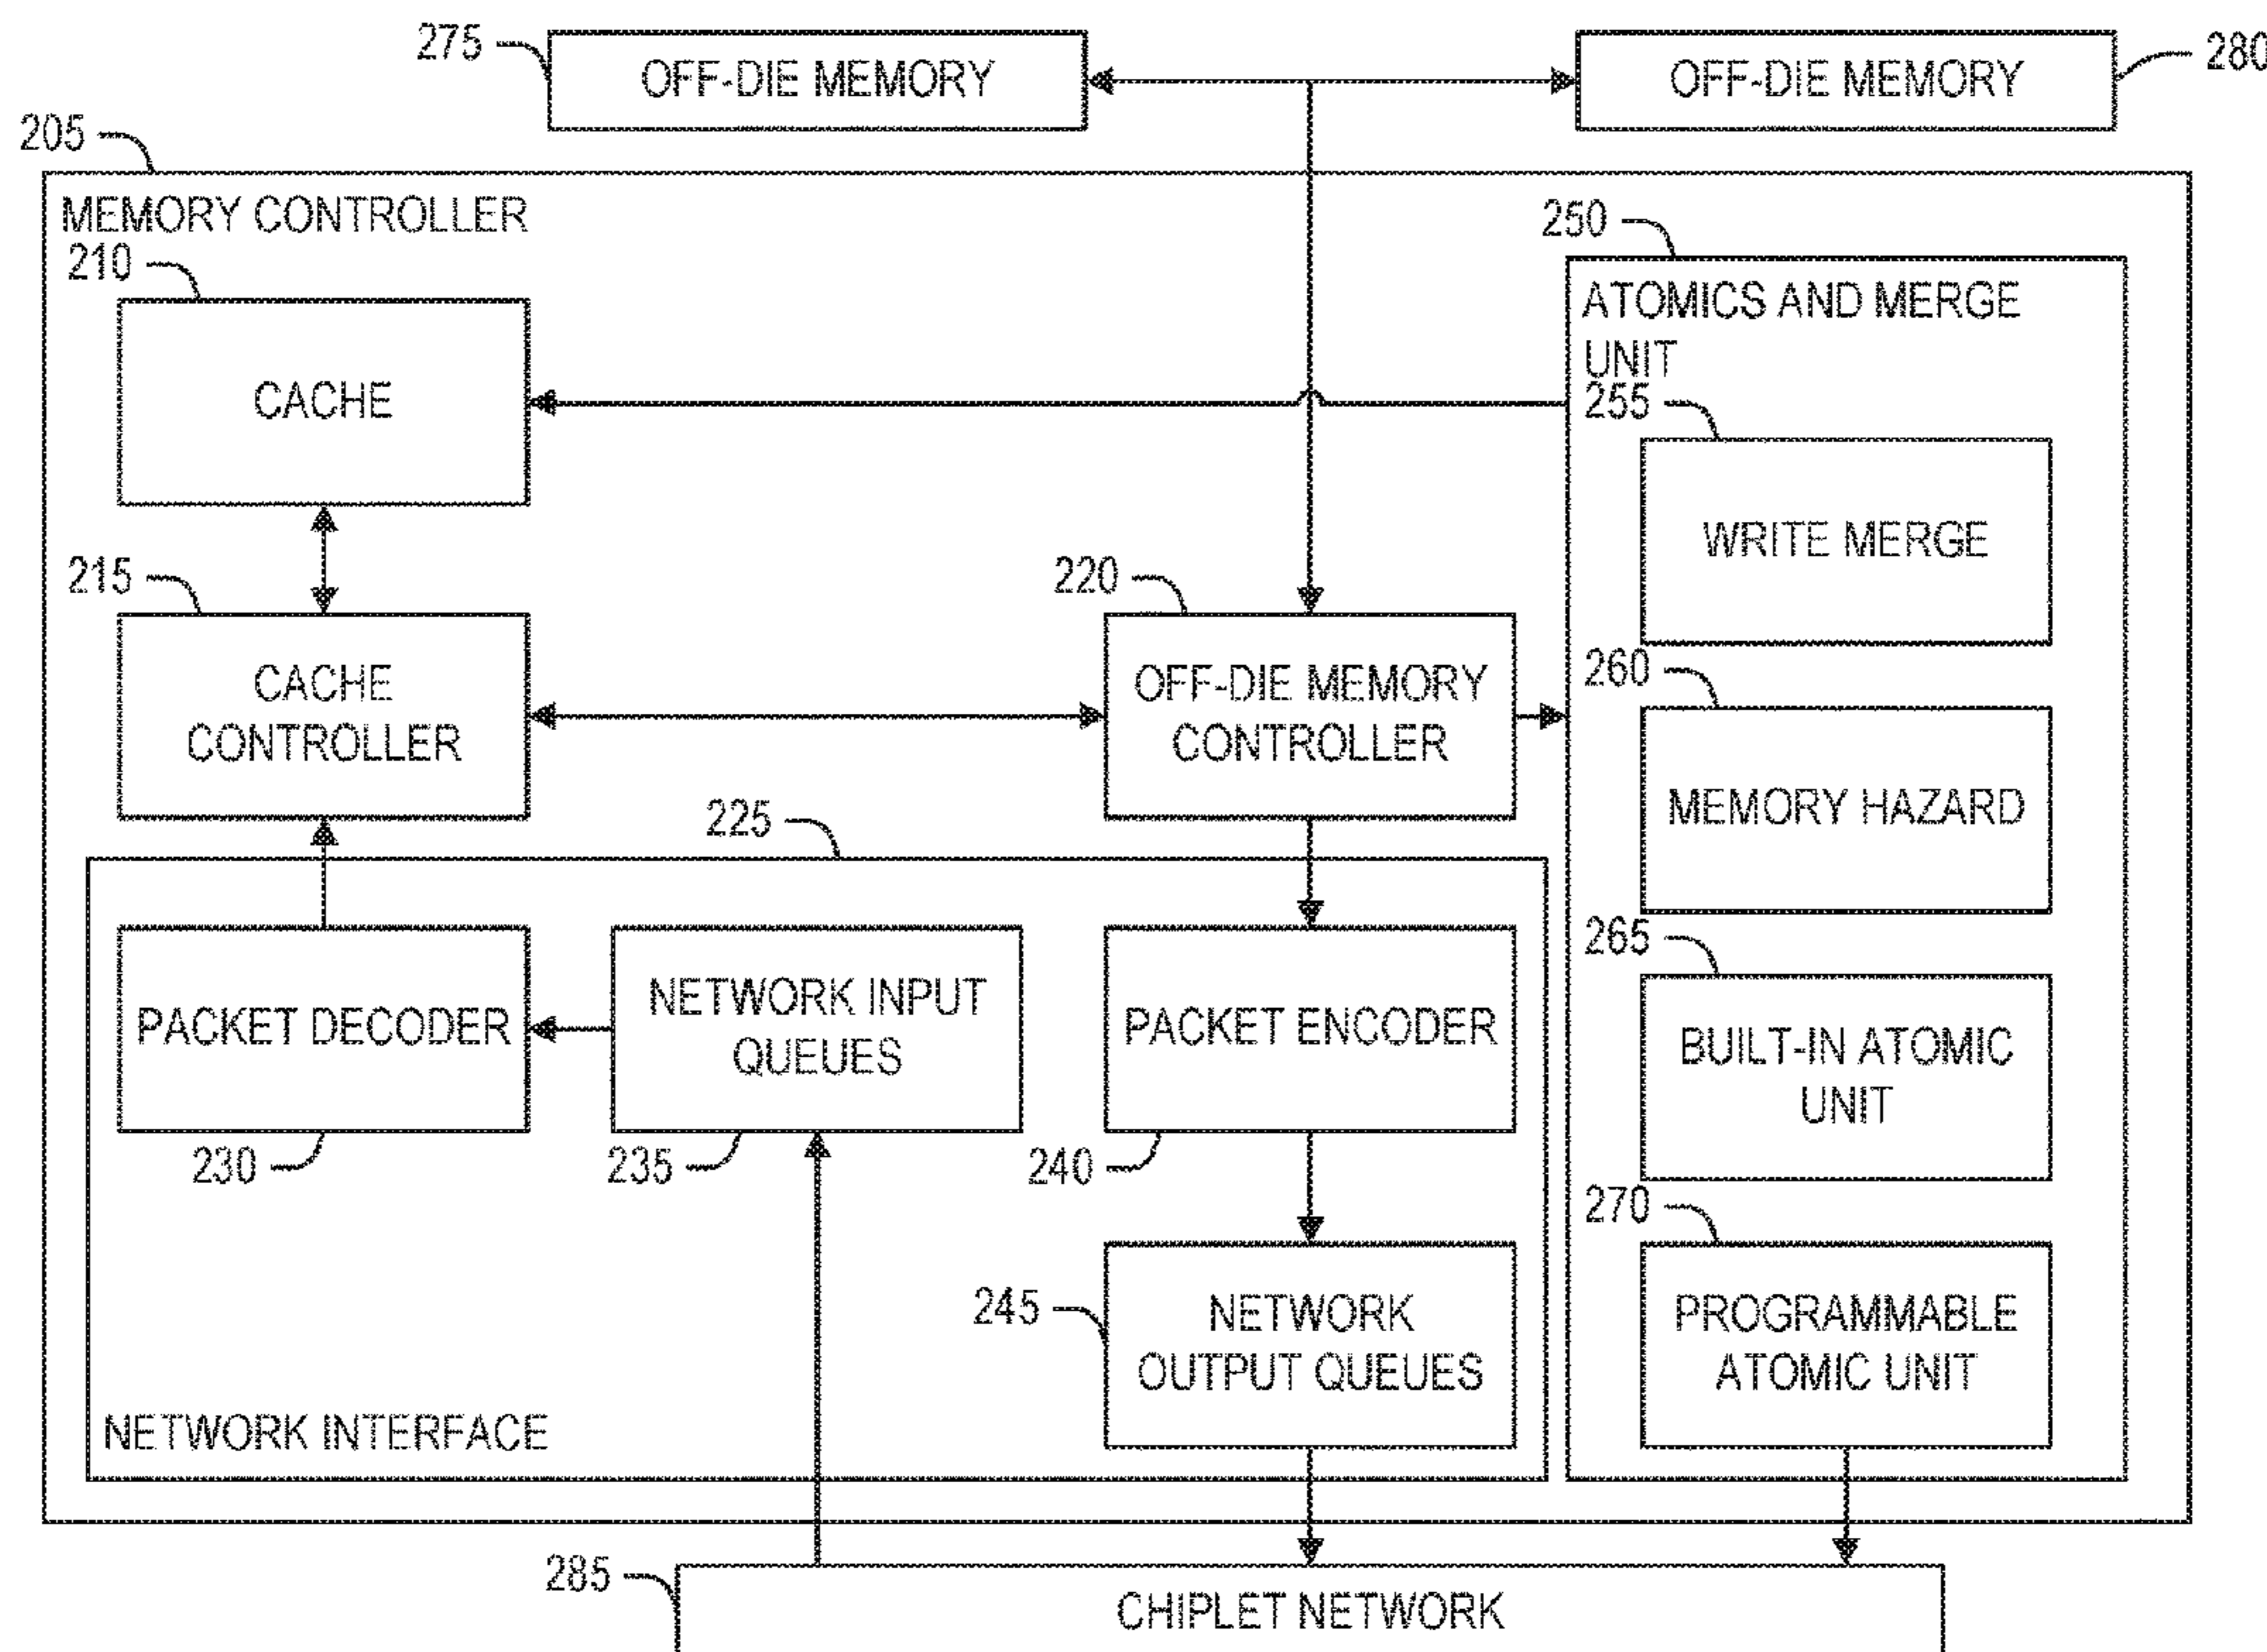 275
OFF-DIE MEMORY
OFF-DIE MEMORY
280
205
MEMORY CONTROLLER
210
CACHE
250
ATOMICS AND MERGE
UNIT
255
WRITE MERGE
215
CACHE
CONTROLLER
220
OFF-DIE MEMORY
CONTROLLER
260
MEMORY HAZARD
225
PACKET DECODER
230
NETWORK INPUT
QUEUES
235
PACKET ENCODER
240
265
BUILT-IN ATOMIC
UNIT
245
NETWORK
OUTPUT QUEUES
270
PROGRAMMABLE
ATOMIC UNIT
NETWORK INTERFACE
285
CHIPLET NETWORK